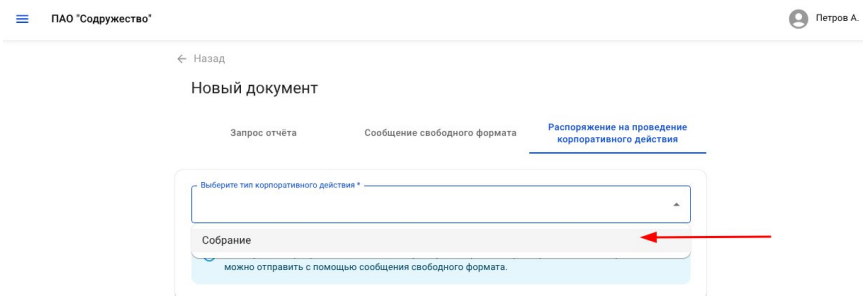 ПАО "Содружество"
Петров А.
Назад
Новый документ
Запрос отчёта
Сообщение свободного формата
Распоряжение на проведение
корпоративного действия
Выберите тип корпоративного действия *
Собрание
можно отправить с помощью сообщения свободного формата.